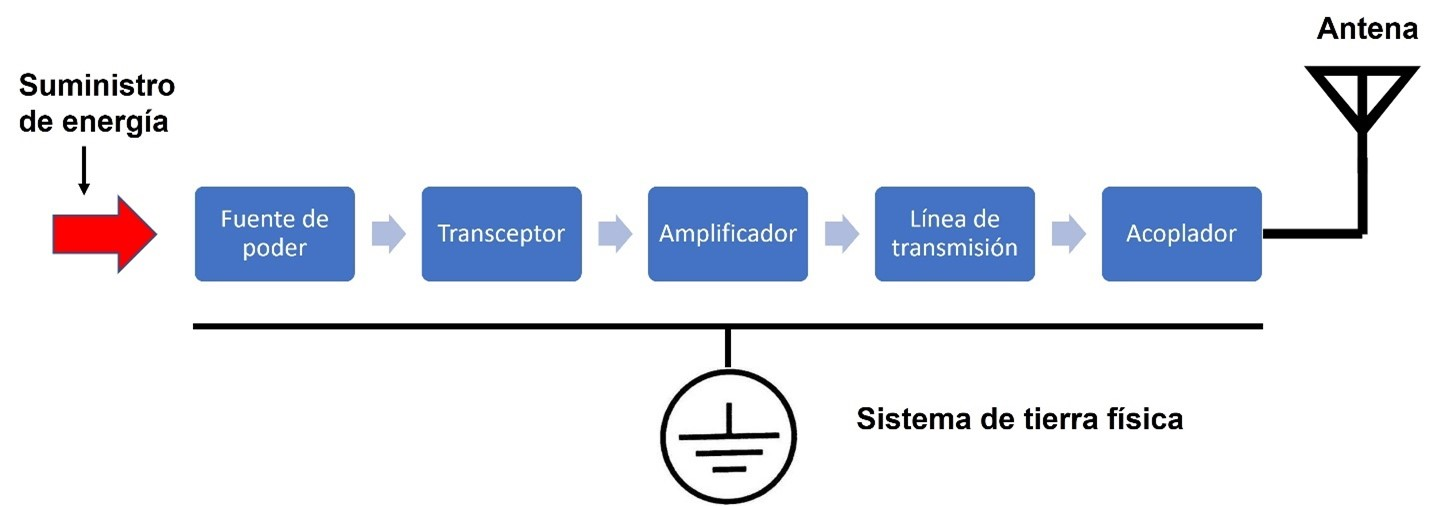 Antena
Suministro
de energía
Fuente de
poder
Transceptor
Amplificador
Línea de
transmisión
Acoplador
Sistema de tierra física